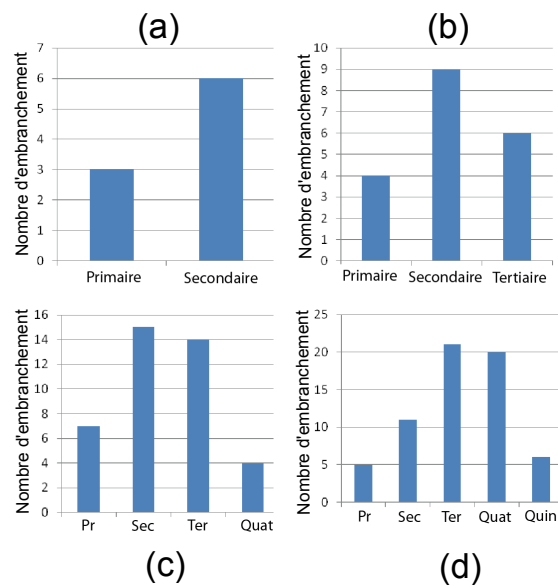 (a)
Nombre d'embranchement
7
6
5
4
3
2
1
0
Primaire Secondaire
(b)
Nombre d'embranchement
10
9
8
7
6
5
4
3
2
1
0
Primaire Secondaire Tertiaire
Nombre d'embranchement
16
14
12
10
8
6
4
2
0
Pr Sec Ter Quat
(c)
Nombre d'embranchement
25
20
15
10
5
0
Pr Sec Ter Quat Quin
(d)